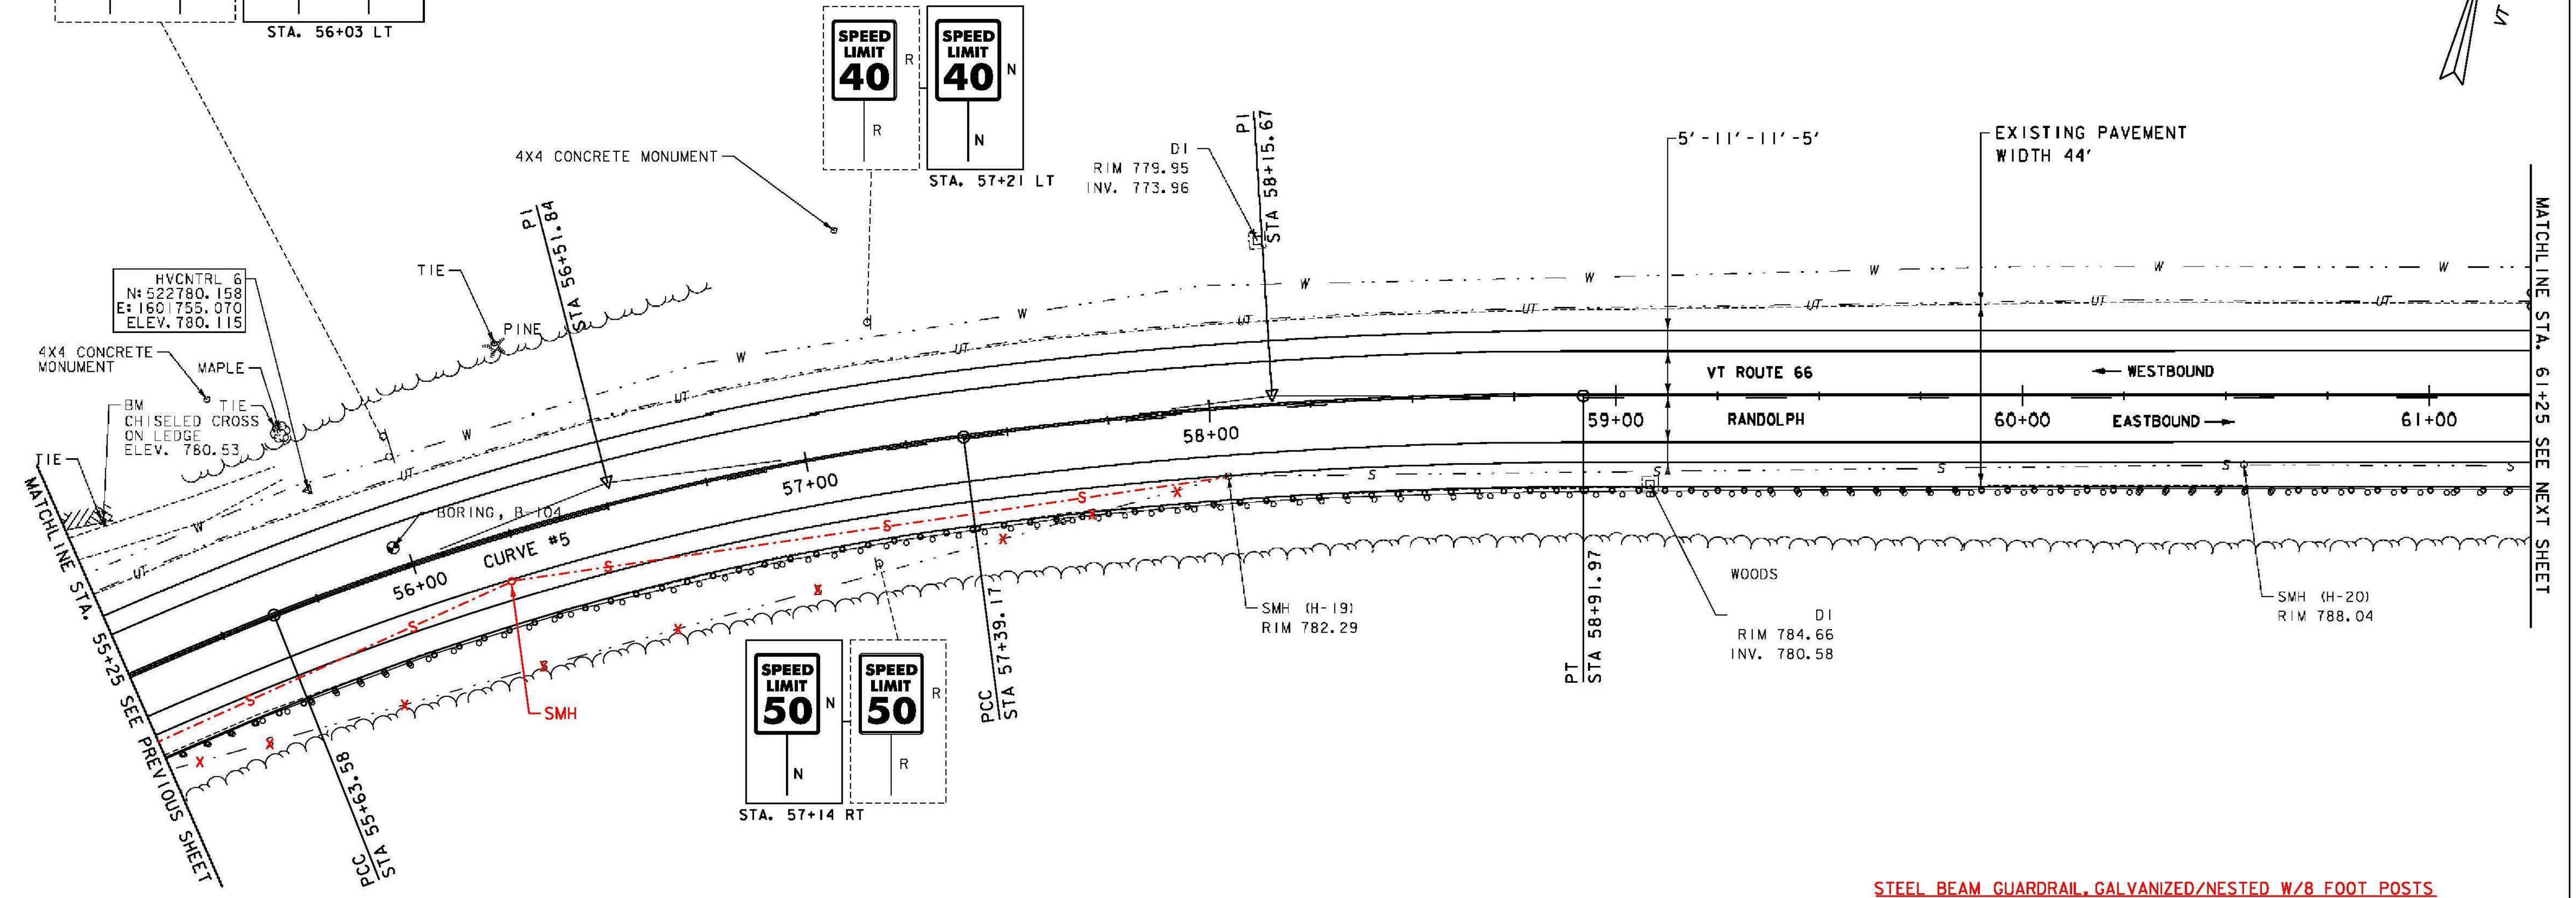 STA. 56+03 LT
SPEED
LIMIT
40
R
R
SPEED
LIMIT
40
N
N
STA. 57+21 LT
VT
4X4 CONCRETE MONUMENT
DI
RIM 779.95
INV. 773.96
PI
STA 58+15.67
5'-11'-11'-5'
EXISTING PAVEMENT
WIDTH 44'
PI
STA 56+51.84
TIE
PINE
HVCNTRL 6
N: 522780.158
E: 1601755.070
ELEV. 780.115
4X4 CONCRETE
MONUMENT
MAPLE
TIE
BM
CHISELED CROSS
ON LEDGE
ELEV. 780.53
TIE
W
W
W
W
W
W
W
W
W
UT
UT
UT
UT
UT
UT
UT
UT
UT
VT ROUTE 66
WESTBOUND
RANDOLPH
EASTBOUND
56+00
57+00
58+00
59+00
60+00
61+00
BORING, B-104
CURVE #5
S
S
S
S
S
S
S
S
S
S
S
X
X
X
X
X
X
X
X
X
X
SMH
SMH (H-19)
RIM 782.29
WOODS
DI
RIM 784.66
INV. 780.58
SMH (H-20)
RIM 788.04
PCC
STA 55+63.58
PCC
STA 57+39.17
PT
STA 58+91.97
SPEED
LIMIT
50
N
N
SPEED
LIMIT
50
R
R
STA. 57+14 RT
MATCHLINE STA. 55+25 SEE PREVIOUS SHEET
MATCHLINE STA. 61+25 SEE NEXT SHEET
STEEL BEAM GUARDRAIL, GALVANIZED/NESTED W/8 FOOT POSTS